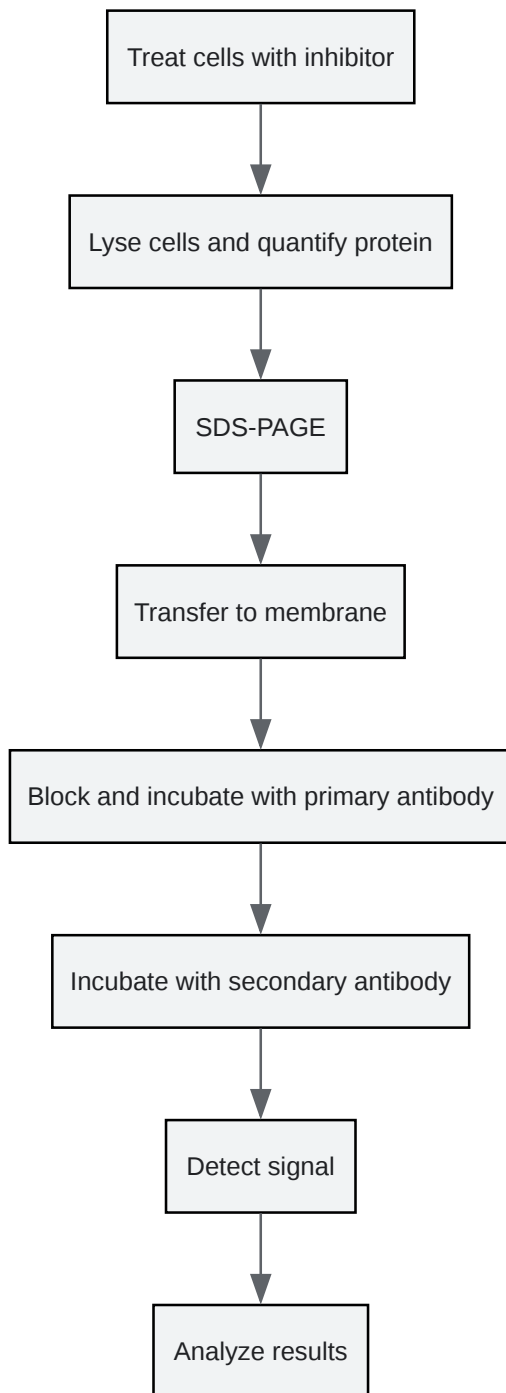 Treat cells with inhibitor
Lyse cells and quantify protein
SDS-PAGE
Transfer to membrane
Block and incubate with primary antibody
Incubate with secondary antibody
Detect signal
Analyze results